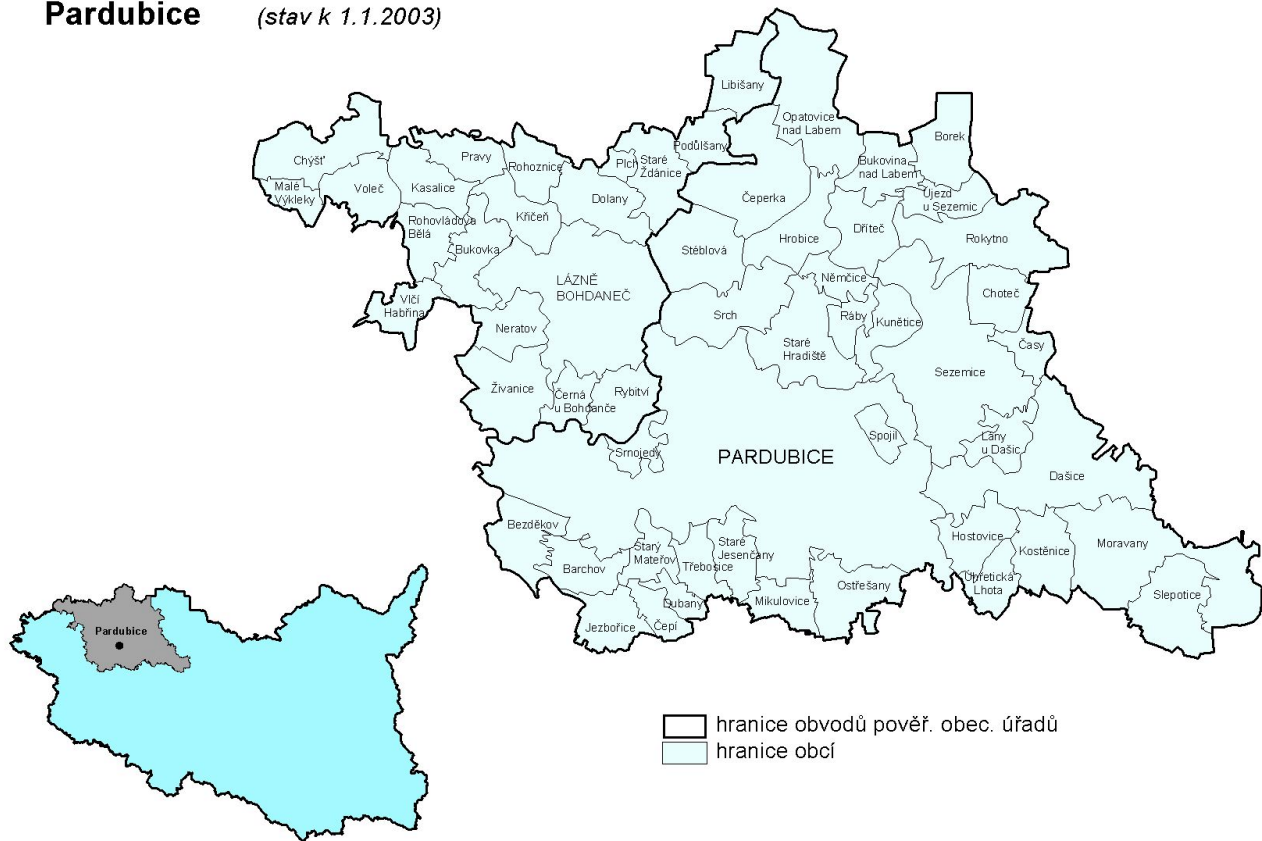 Pardubice (stav k 1.1.2003)
Libišany
Opatovice
nad Labem
Borek
Podůlšany
Bukovina
nad Labem
Chýšť
Pravy
Rohoznice
Plch
Staré
Ždánice
Malé
Výkleky
Voleč
Kasalice
Dolany
Čeperka
Újezd
u Sezemic
Rohovládova
Bělá
Křičeň
Bukovka
Stéblová
Hrobice
Dříteč
Rokytno
LÁZNĚ
BOHDANEČ
Němčice
Choteč
Vlčí
Habřina
Neratov
Srch
Ráby
Kunětice
Staré
Hradiště
Časy
Sezemice
Živanice
Černá
u Bohdanče
Rybitví
Srnojedy
PARDUBICE
Spojil
Lány
u Dašic
Dašice
Bezděkov
Barchov
Starý
Mateřov
Třebosice
Staré
Jesenčany
Hostovice
Kostěnice
Moravany
Úhřetická
Lhota
Slepotice
Ostřešany
Mikulovice
Dubany
Čepí
Jezbořice
Pardubice
hranice obvodů pověř. obec. úřadů
hranice obcí